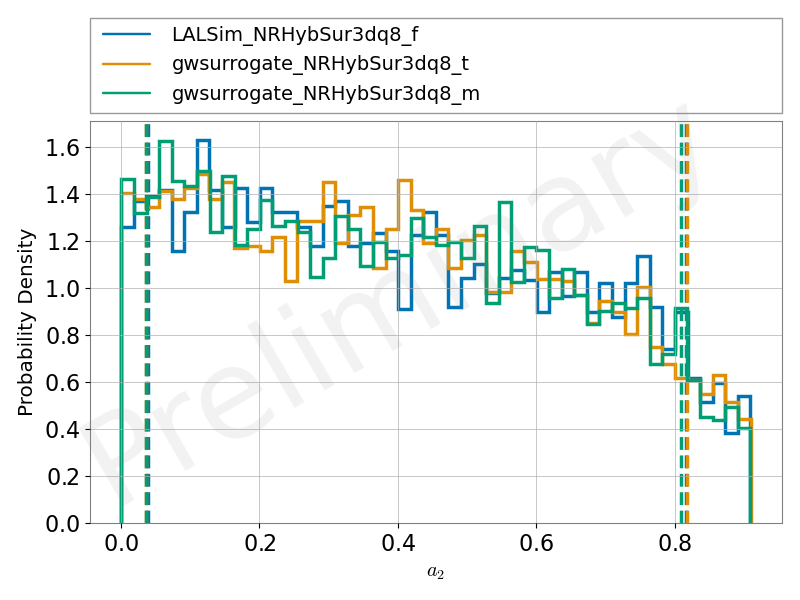 LALSim_NRHybSur3dq8_f
gwsurrogate_NRHybSur3dq8_t
gwsurrogate_NRHybSur3dq8_m
Preliminary
Probability Density
1.6
1.4
1.2
1.0
0.8
0.6
0.4
0.2
0.0
0.0 0.2 0.4 0.6 0.8
a₂